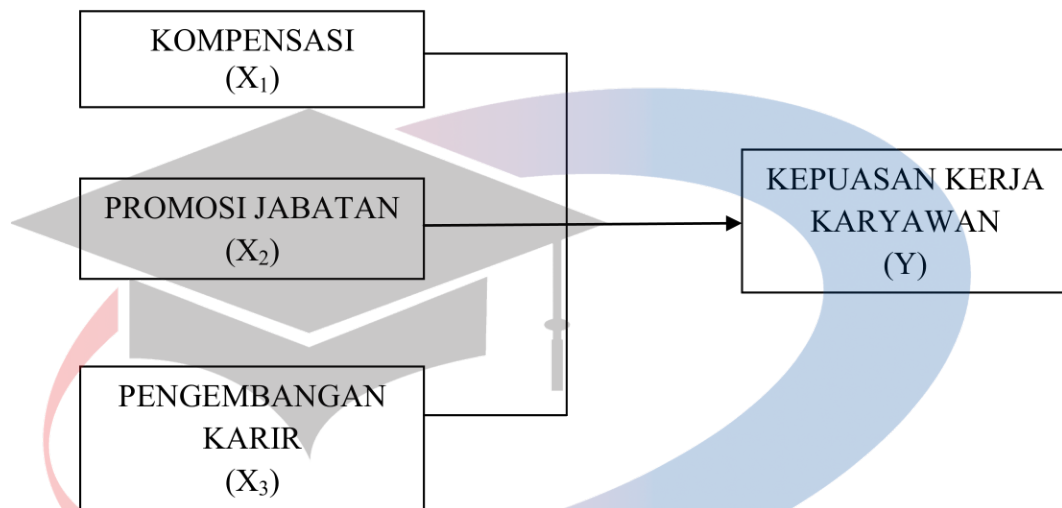 KOMPENSASI
(X₁)
PROMOSI JABATAN
(X₂)
PENGEMBANGAN
KARIR
(X₃)
KEPUASAN KERJA
KARYAWAN
(Y)